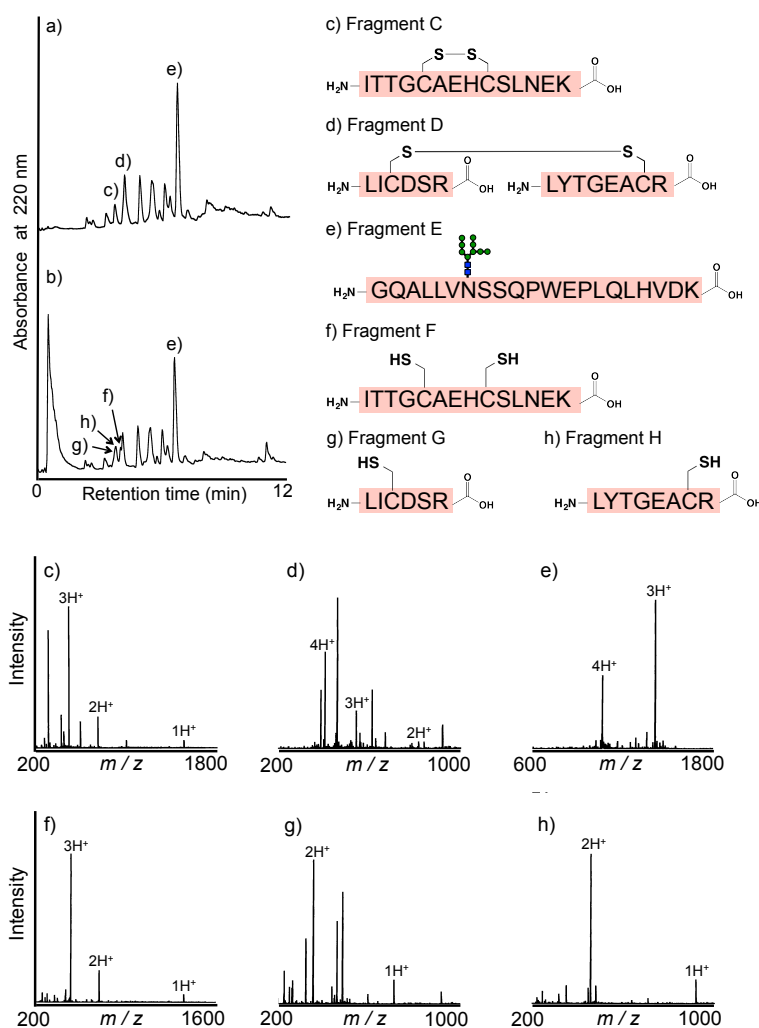 a)
e)
d)
c)
b)
e)
f)
h)
g)
Absorbance at 220 nm
0
Retention time (min)
12
c) Fragment C
S S
H₂N ITTGCAEHCSLNEK O OH
d) Fragment D
S S
H₂N LICDSR O OH H₂N LYTGEACR O OH
e) Fragment E
H₂N GQALLVNSSQPWEPLQLHVDK O OH
f) Fragment F
HS SH
H₂N ITTGCAEHCSLNEK O OH
g) Fragment G
HS
H₂N LICDSR O OH
h) Fragment H
SH
H₂N LYTGEACR O OH
Intensity
c)
3H⁺
2H⁺
1H⁺
200 m / z 1800
d)
4H⁺
3H⁺
2H⁺
200 m / z 1000
e)
3H⁺
4H⁺
600 m / z 1800
Intensity
f)
3H⁺
2H⁺
1H⁺
200 m / z 1600
g)
2H⁺
1H⁺
200 m / z 1000
h)
2H⁺
1H⁺
200 m / z 1000